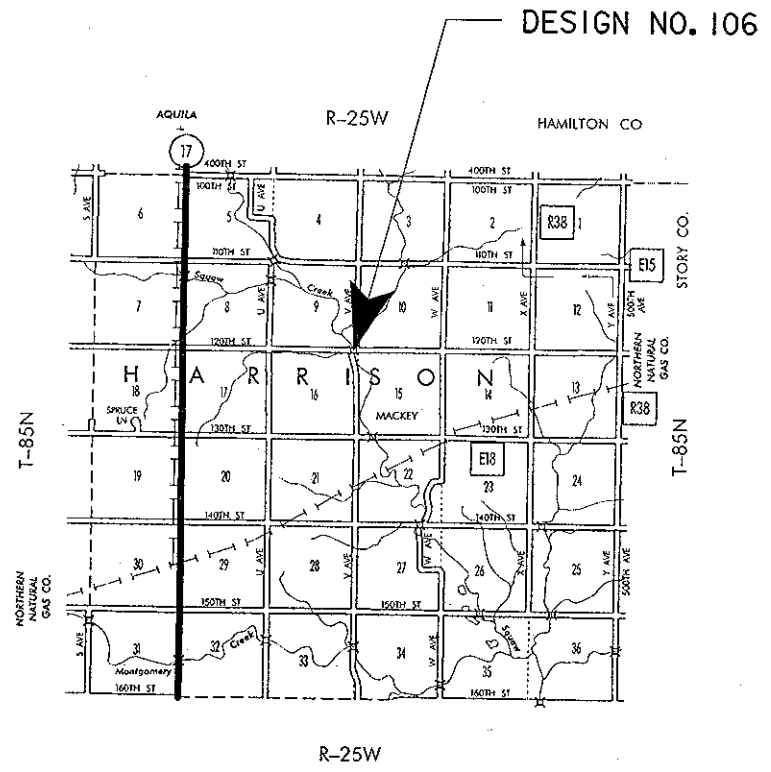 DESIGN NO. 106
AQUILA
R-25W
HAMILTON CO
17
400TH ST
400TH ST
100TH ST
100TH ST
S AVE
6
5
U AVE
4
3
2
R38
1
STORY CO.
110TH ST
110TH ST
E15
Squaw
Creek
7
8
U AVE
9
V AVE
10
W AVE
11
X AVE
12
Y AVE
500TH AVE
120TH ST
120TH ST
NORTHERN NATURAL GAS CO.
HARRISON
18
17
16
15
14
13
SPRUCE LN
MACKEY
R38
130TH ST
130TH ST
T-85N
T-85N
E18
19
20
21
22
23
24
140TH ST
140TH ST
NORTHERN NATURAL GAS CO.
30
29
U AVE
28
V AVE
27
W AVE
26
X AVE
25
Y AVE
500TH AVE
150TH ST
150TH ST
S AVE
31
32
Creek
33
34
W AVE
35
Squaw
36
Montgomery
160TH ST
160TH ST
R-25W